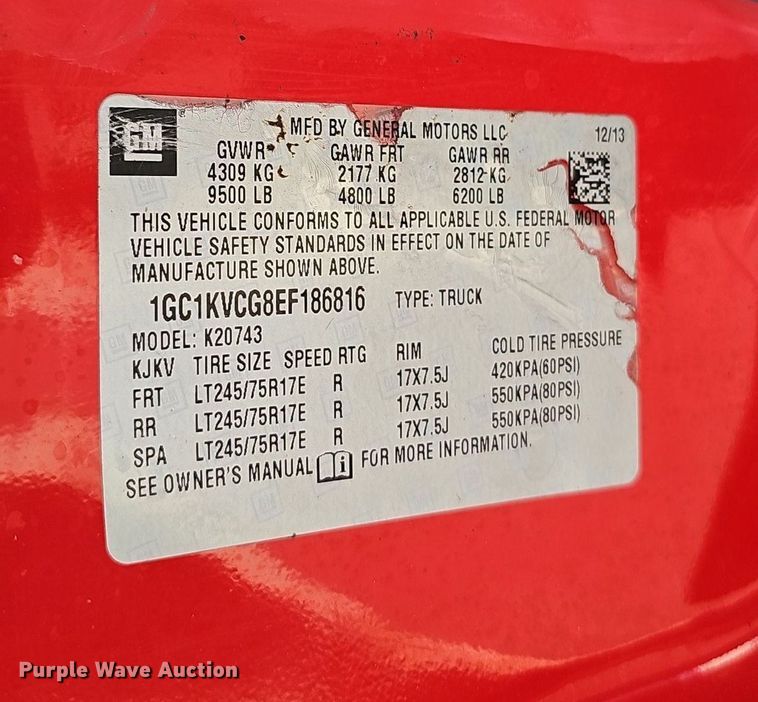 GM
MFD BY GENERAL MOTORS LLC 12/13
GVWR GAWR FRT GAWR RR
4309 KG 2177 KG 2812 KG
9500 LB 4800 LB 6200 LB
THIS VEHICLE CONFORMS TO ALL APPLICABLE U.S. FEDERAL MOTOR
VEHICLE SAFETY STANDARDS IN EFFECT ON THE DATE OF
MANUFACTURE SHOWN ABOVE.
1GC1KVCG8EF186816 TYPE: TRUCK
MODEL: K20743
KJKV TIRE SIZE SPEED RTG RIM COLD TIRE PRESSURE
FRT LT245/75R17E R 17X7.5J 420KPA(60PSI)
RR LT245/75R17E R 17X7.5J 550KPA(80PSI)
SPA LT245/75R17E R 17X7.5J 550KPA(80PSI)
SEE OWNER'S MANUAL i FOR MORE INFORMATION.
Purple Wave Auction